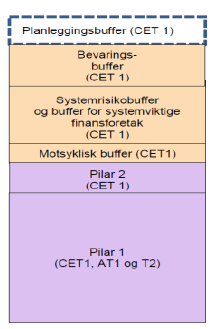 Planleggingsbuffer (CET 1)
Bevarings-
buffer
(CET 1)
Systemrisikobuffer
og buffer for systemviktige
finansforetak
(CET 1)
Motsyklisk buffer (CET1)
Pilar 2
(CET 1)
Pilar 1
(CET1, AT1 og T2)